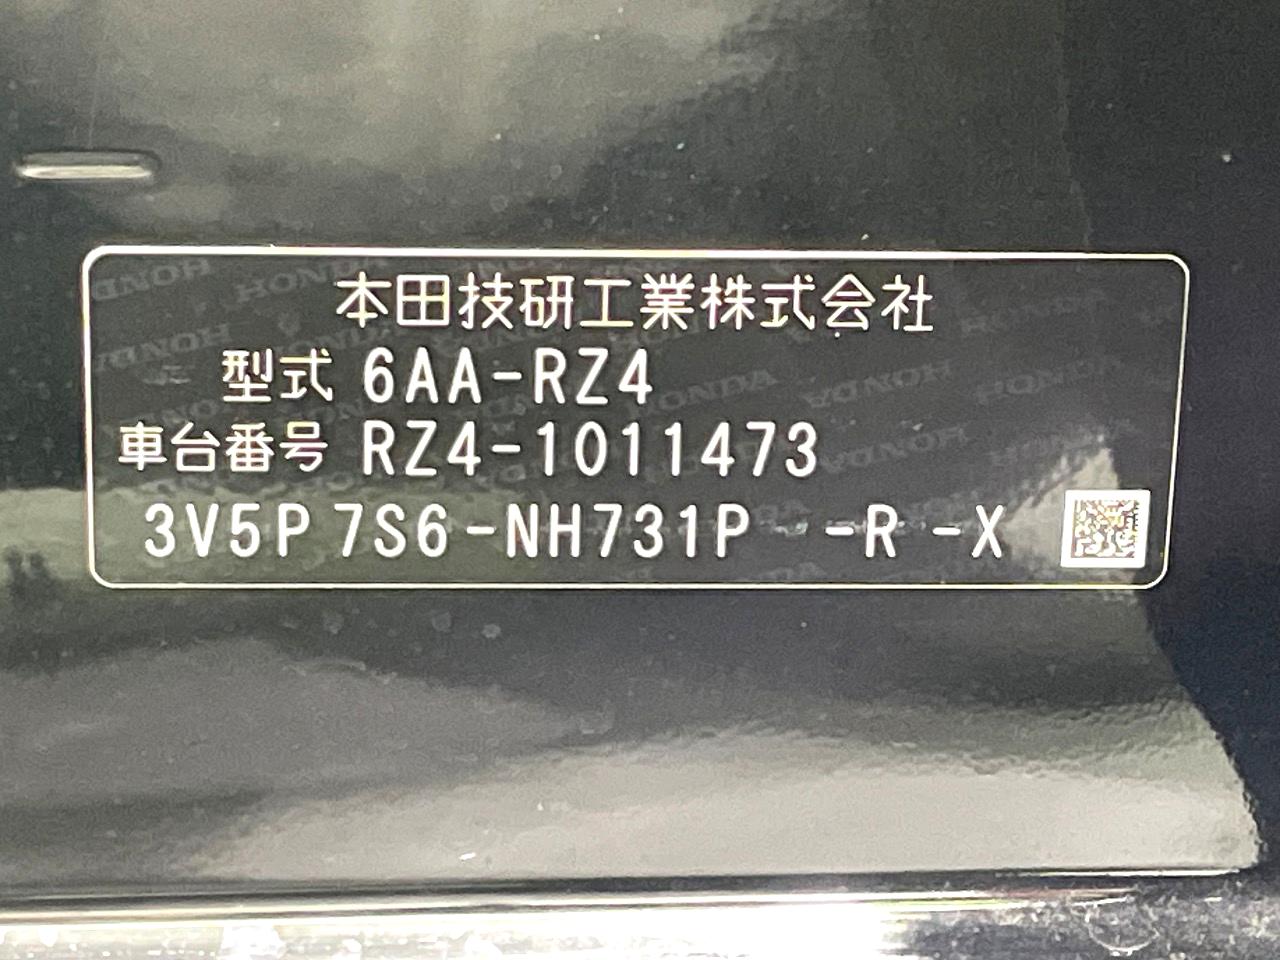 本田技研工業株式会社
型式 6AA-RZ4
車台番号 RZ4-1011473
3V5P 7S6-NH731P -R -X